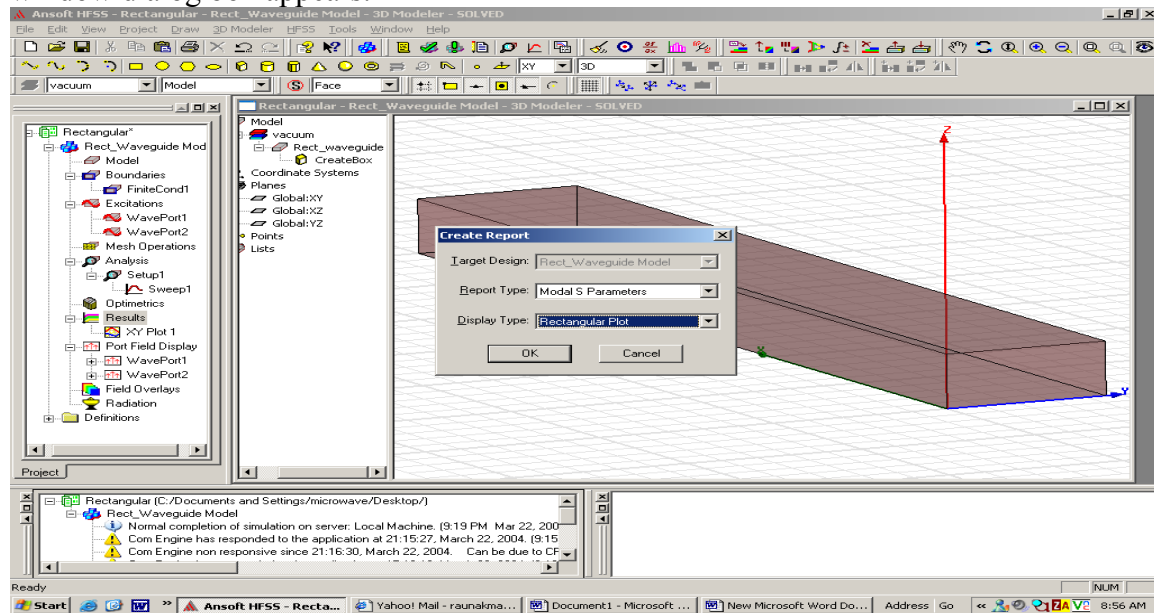 window dialog box appears.
Ansoft HFSS - Rectangular - Rect_Waveguide Model - 3D Modeler - SOLVED
File Edit View Project Draw 3D Modeler HFSS Tools Window Help
XY 3D
vacuum Model Face
Rectangular*
Rect_Waveguide Mod
Model
Boundaries
FiniteCond1
Excitations
WavePort1
WavePort2
Mesh Operations
Analysis
Setup1
Sweep1
Optimetrics
Results
XY Plot 1
Port Field Display
WavePort1
WavePort2
Field Overlays
Radiation
Definitions
Project
Rectangular - Rect_Waveguide Model - 3D Modeler - SOLVED
Model
vacuum
Rect_waveguide
CreateBox
Coordinate Systems
Planes
Global:XY
Global:XZ
Global:YZ
Points
Lists
Z
Y
Create Report
Target Design: Rect_Waveguide Model
Report Type: Modal S Parameters
Display Type: Rectangular Plot
OK Cancel
Rectangular (C:/Documents and Settings/microwave/Desktop/)
Rect_Waveguide Model
Normal completion of simulation on server: Local Machine. (9:19 PM Mar 22, 200
Com Engine has responded to the application at 21:15:27, March 22, 2004. (9:15
Com Engine non responsive since 21:16:30, March 22, 2004. Can be due to CF
Ready NUM
Start Ansoft HFSS - Recta... Yahoo! Mail - raunakma... Document1 - Microsoft ... New Microsoft Word Do... Address Go 8:56 AM